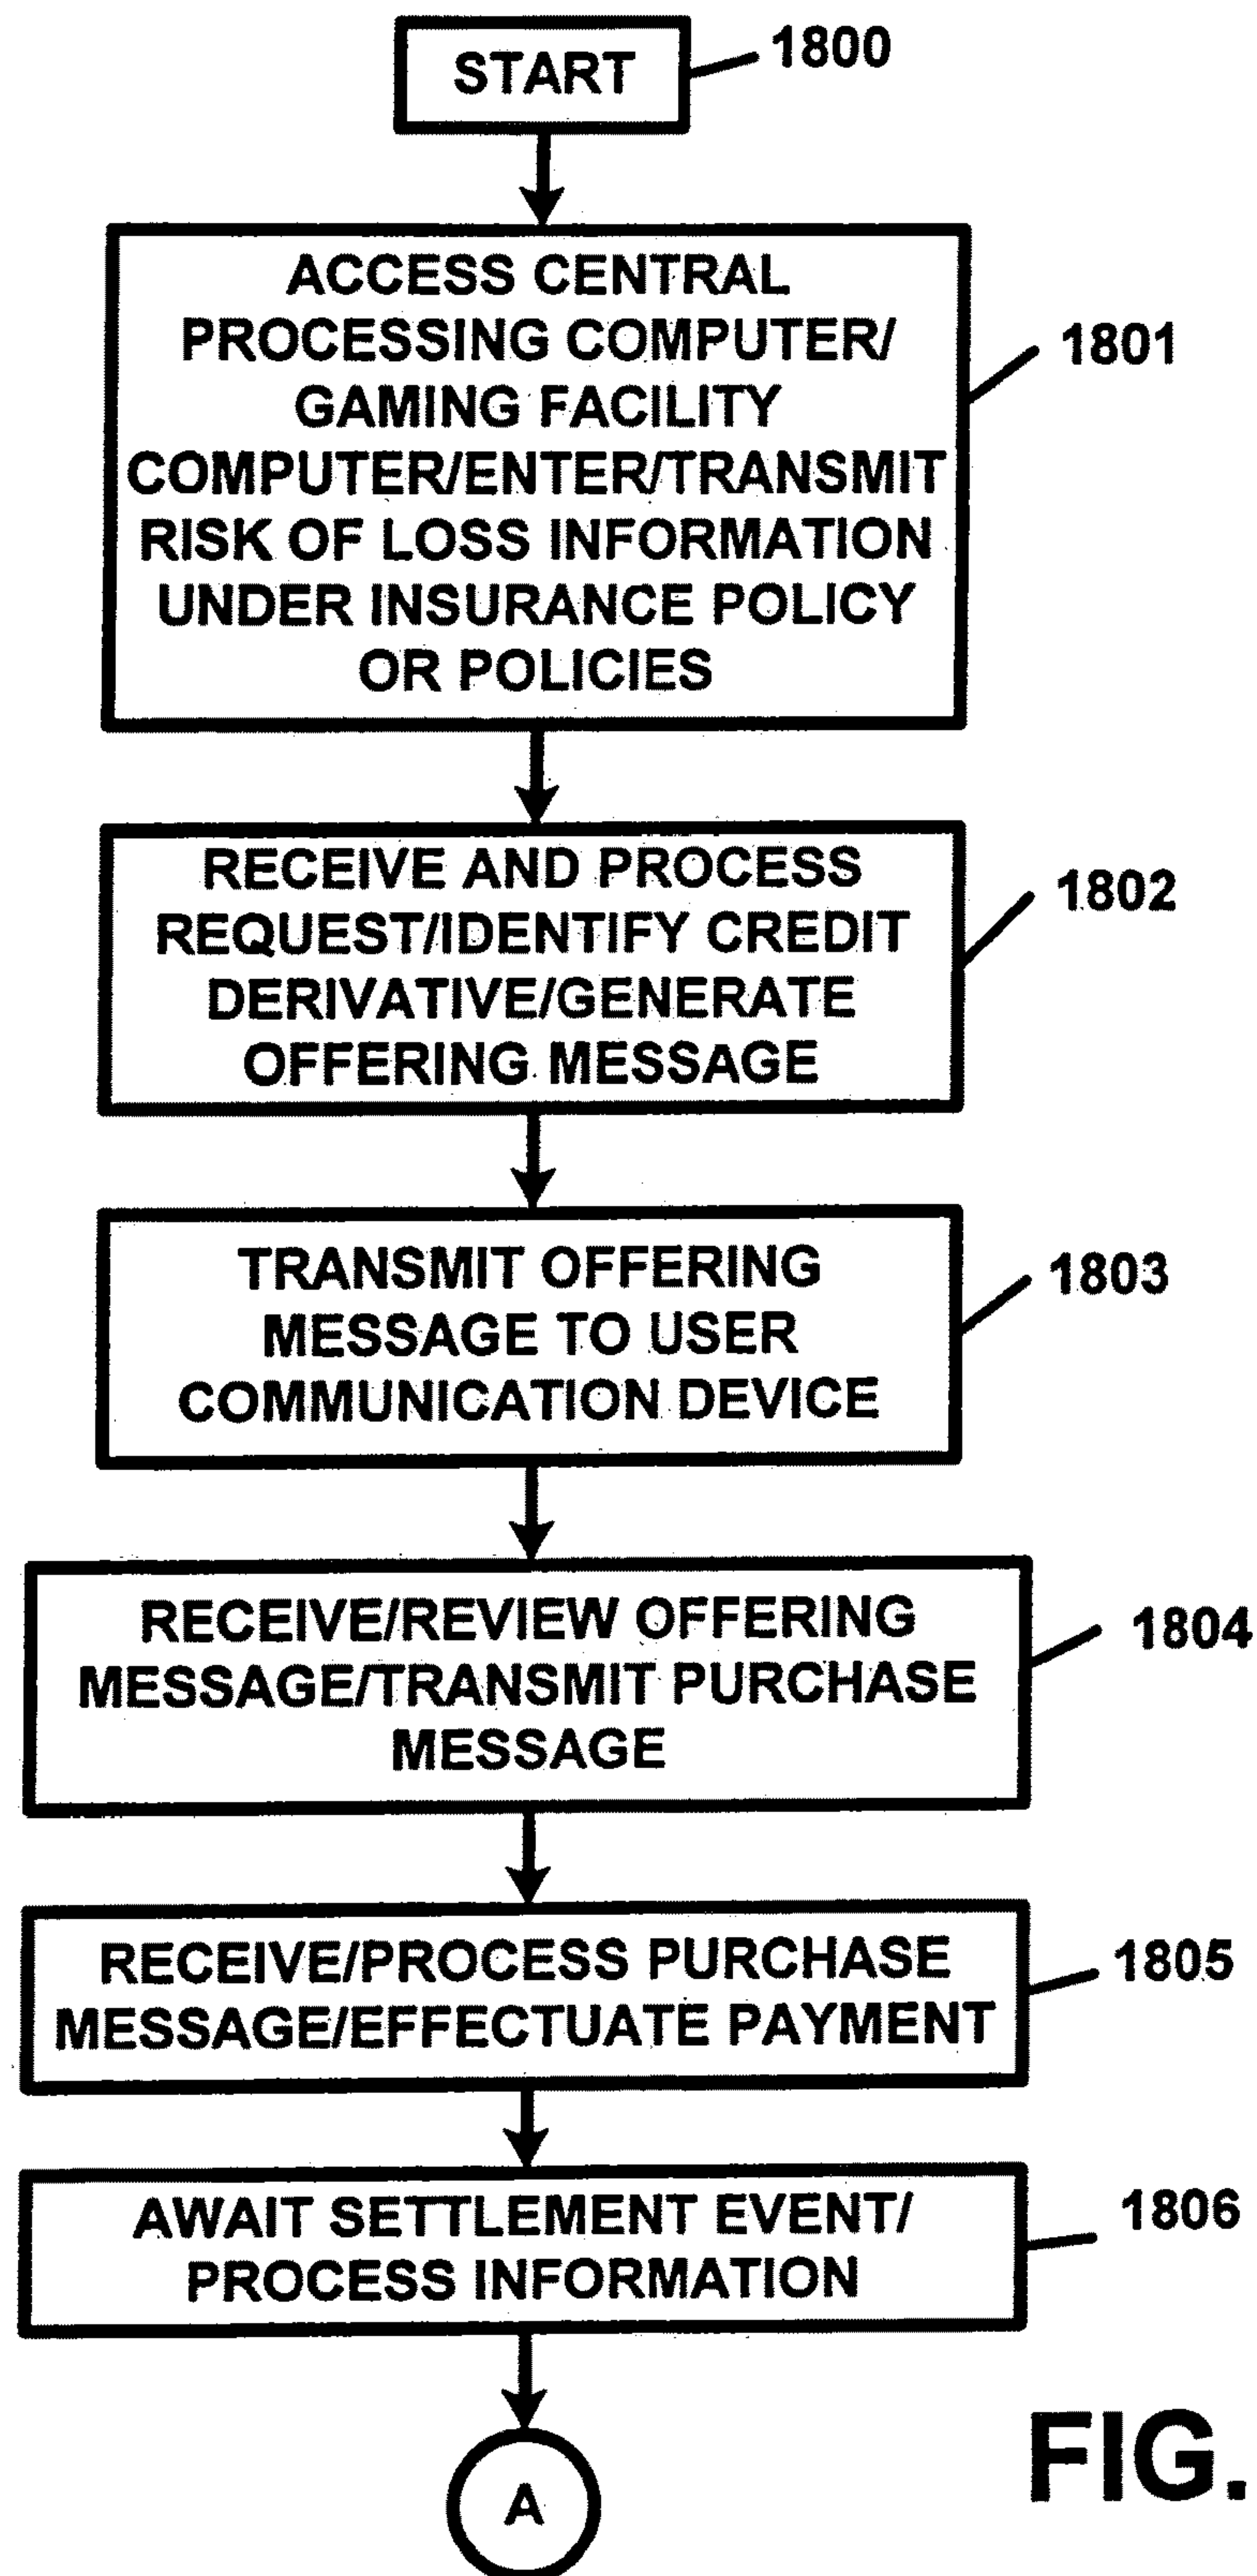 START
1800
ACCESS CENTRAL
PROCESSING COMPUTER/
GAMING FACILITY
COMPUTER/ENTER/TRANSMIT
RISK OF LOSS INFORMATION
UNDER INSURANCE POLICY
OR POLICIES
1801
RECEIVE AND PROCESS
REQUEST/IDENTIFY CREDIT
DERIVATIVE/GENERATE
OFFERING MESSAGE
1802
TRANSMIT OFFERING
MESSAGE TO USER
COMMUNICATION DEVICE
1803
RECEIVE/REVIEW OFFERING
MESSAGE/TRANSMIT PURCHASE
MESSAGE
1804
RECEIVE/PROCESS PURCHASE
MESSAGE/EFFECTUATE PAYMENT
1805
AWAIT SETTLEMENT EVENT/
PROCESS INFORMATION
1806
A
FIG.